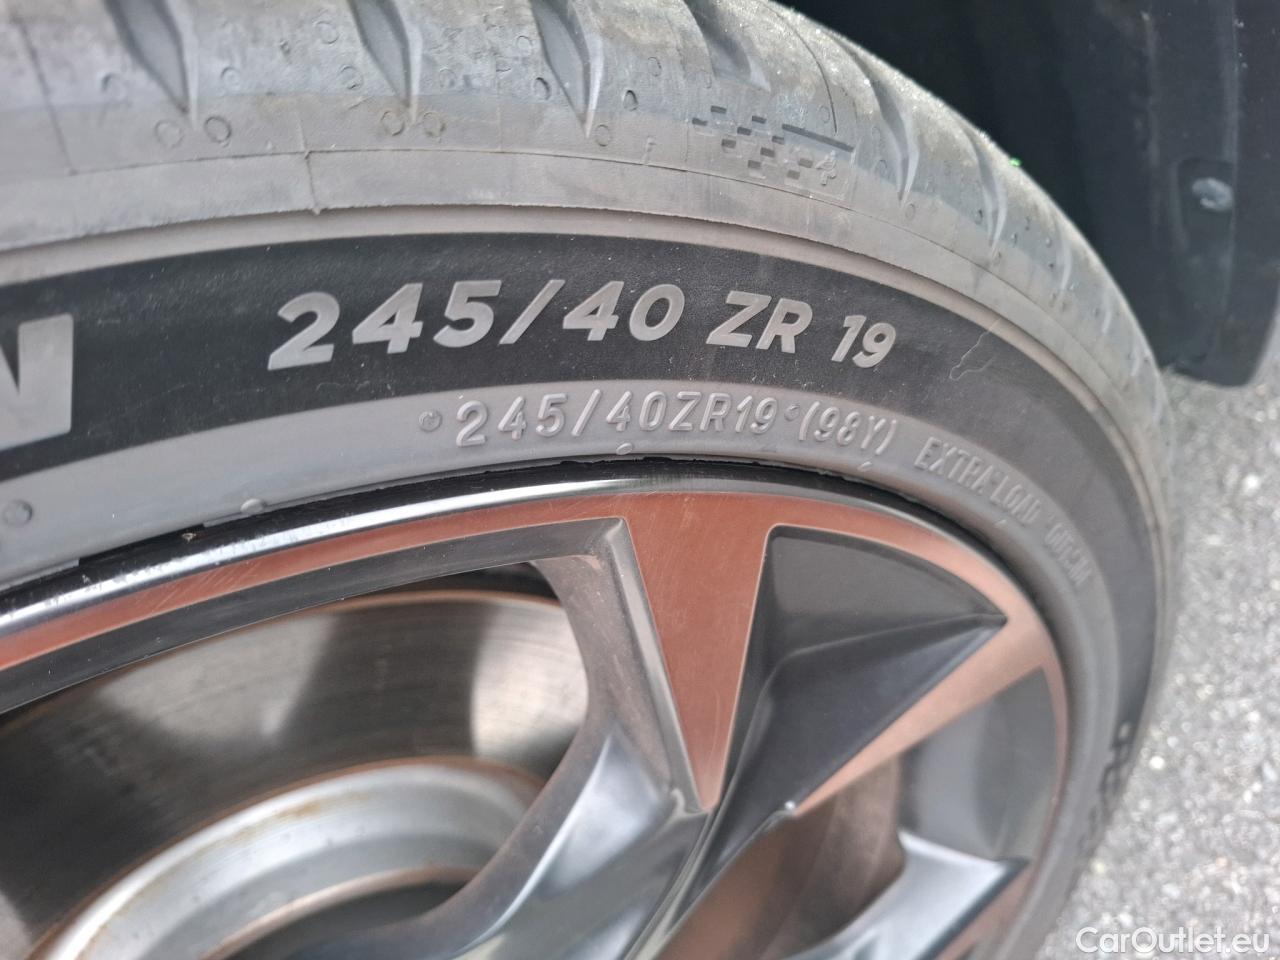 N
245/40 ZR 19
245/40ZR19 (98Y) EXTRA LOAD
CarOutlet.eu